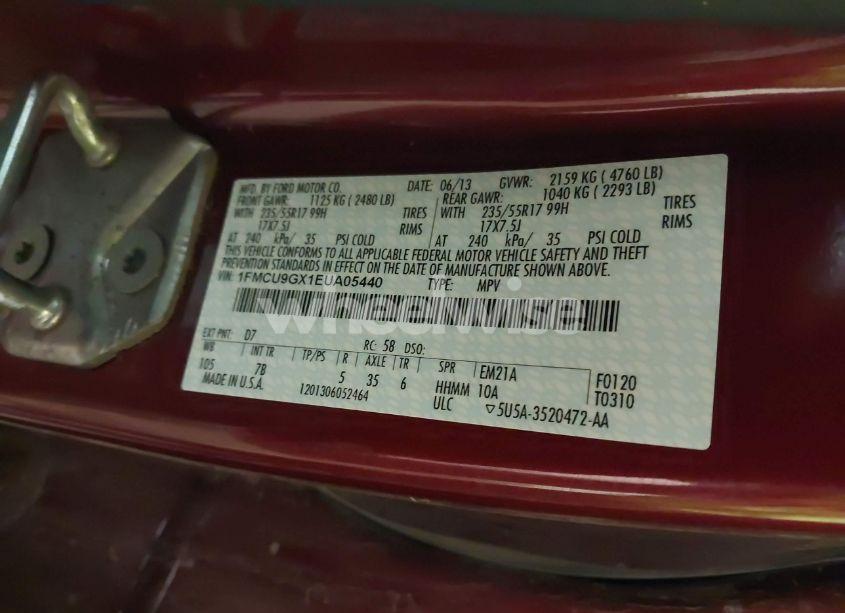 MFD. BY FORD MOTOR CO. DATE: 06/13 GVWR: 2159 KG ( 4760 LB)
FRONT GAWR: 1125 KG ( 2480 LB) REAR GAWR: 1040 KG ( 2293 LB)
WITH 235/55R17 99H TIRES WITH 235/55R17 99H TIRES
17X7.5J RIMS 17X7.5J RIMS
AT 240 kPa/ 35 PSI COLD AT 240 kPa/ 35 PSI COLD
THIS VEHICLE CONFORMS TO ALL APPLICABLE FEDERAL MOTOR VEHICLE SAFETY AND THEFT
PREVENTION STANDARDS IN EFFECT ON THE DATE OF MANUFACTURE SHOWN ABOVE.
VIN: 1FMCU9GX1EUA05440 TYPE: MPV
wheelwise
EXT PNT: D7 RC: 58 DSO:
WB INT TR TP/PS R AXLE TR SPR EM21A F0120
105 7B 5 35 6 HHMM 10A T0310
MADE IN U.S.A. 1201306052464 ULC ▽5U5A-3520472-AA